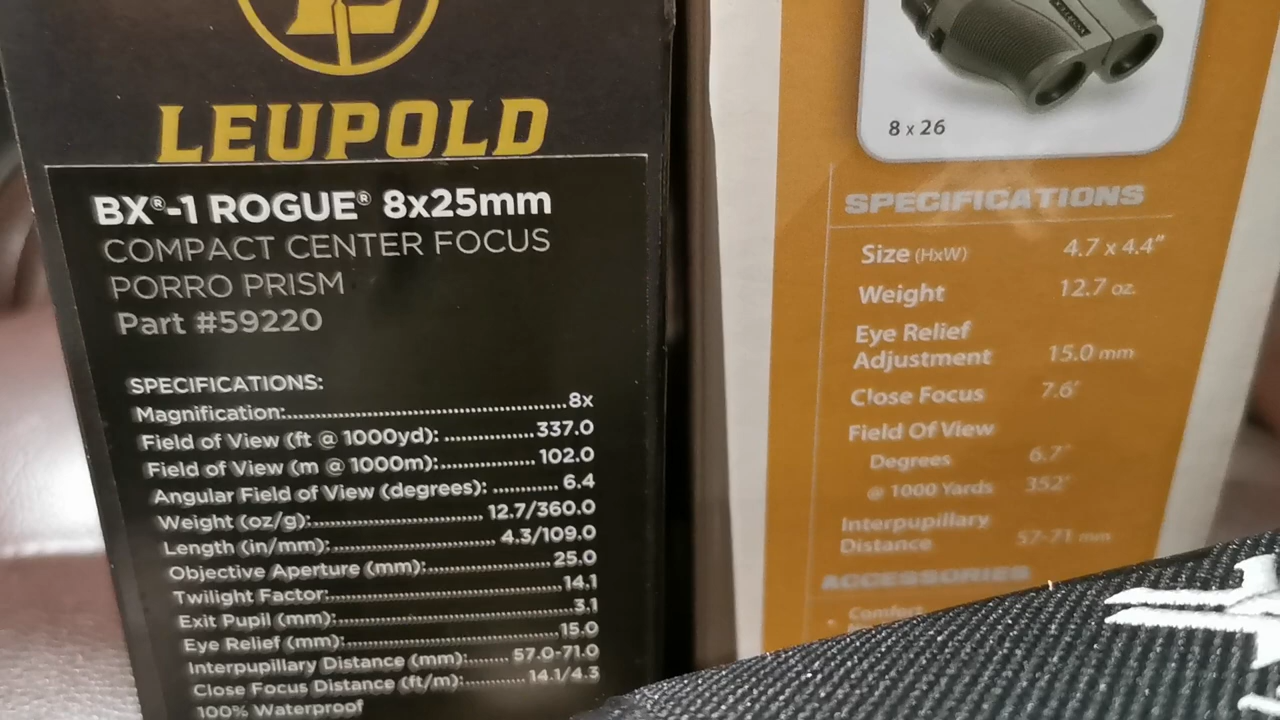 LEUPOLD
BX®-1 ROGUE® 8x25mm
COMPACT CENTER FOCUS
PORRO PRISM
Part #59220
SPECIFICATIONS:
Magnification:..........8x
Field of View (ft @ 1000yd):..........337.0
Field of View (m @ 1000m):..........102.0
Angular Field of View (degrees):..........6.4
Weight (oz/g):..........12.7/360.0
Length (in/mm):..........4.3/109.0
Objective Aperture (mm):..........25.0
Twilight Factor:..........14.1
Exit Pupil (mm):..........3.1
Eye Relief (mm):..........15.0
Interpupillary Distance (mm):..........57.0-71.0
Close Focus Distance (ft/m):..........14.1/4.3
100% Waterproof
8 x 26
SPECIFICATIONS
Size (HxW) 4.7 x 4.4"
Weight 12.7 oz.
Eye Relief
Adjustment 15.0 mm
Close Focus 7.6'
Field Of View
Degrees 6.7°
@ 1000 Yards 352'
Interpupillary
Distance 57-71 mm
ACCESSORIES
Comfort